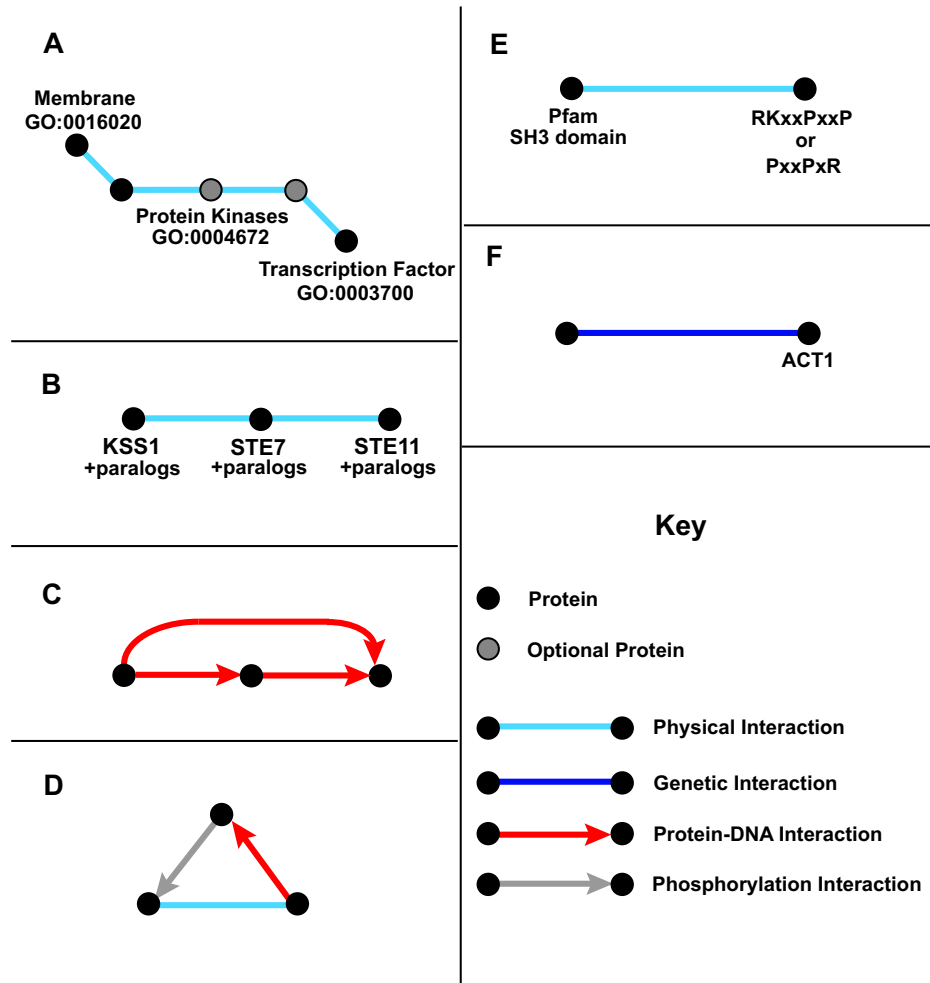 A
Membrane
GO:0016020
Protein Kinases
GO:0004672
Transcription Factor
GO:0003700
B
KSS1
+paralogs
STE7
+paralogs
STE11
+paralogs
C
D
E
Pfam
SH3 domain
RKxxPxxP
or
PxxPxR
F
ACT1
Key
Protein
Optional Protein
Physical Interaction
Genetic Interaction
Protein-DNA Interaction
Phosphorylation Interaction